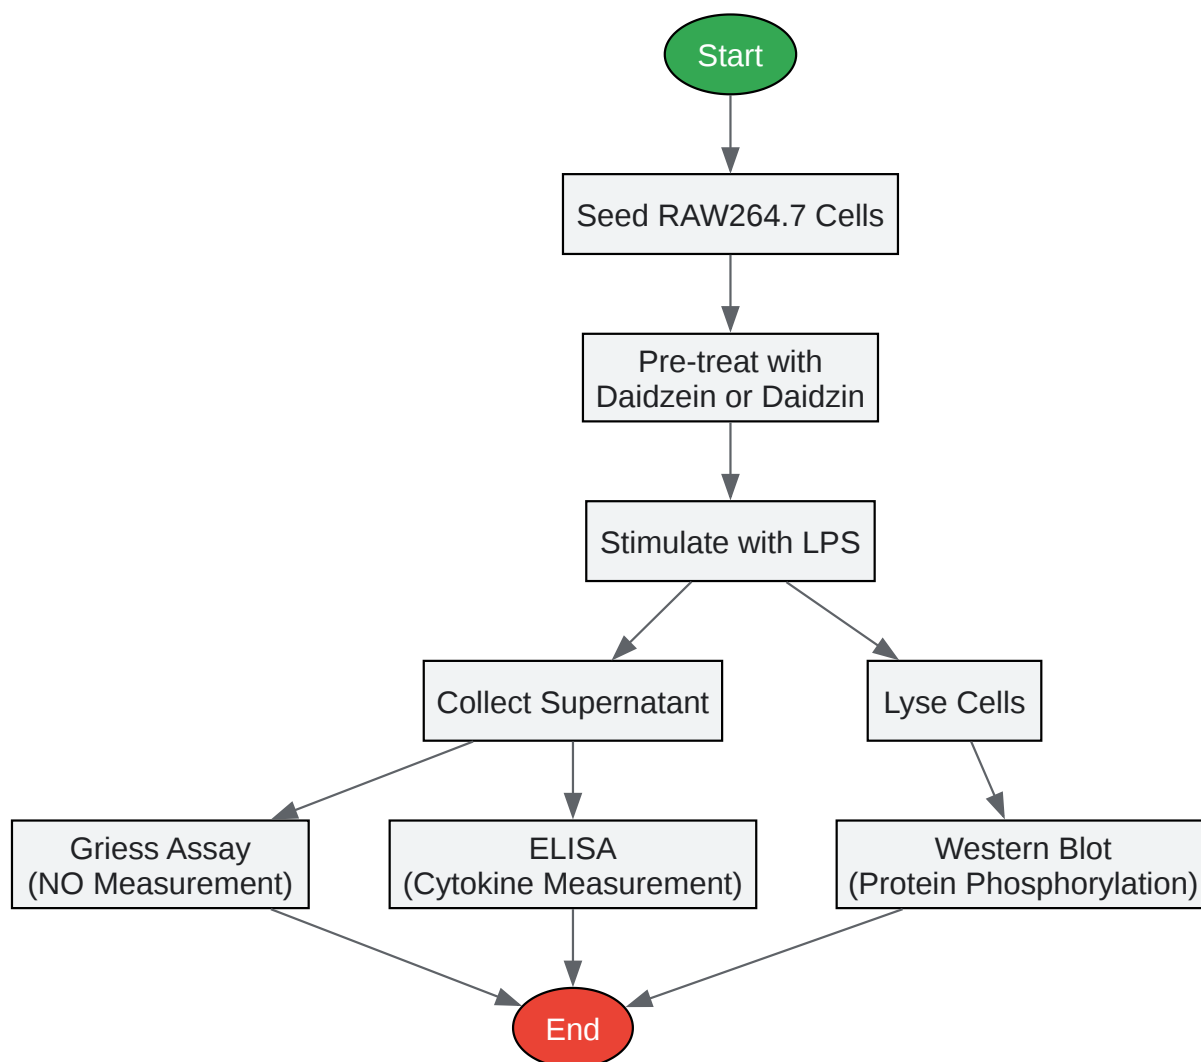 Start
Seed RAW264.7 Cells
Pre-treat with
Daidzein or Daidzin
Stimulate with LPS
Collect Supernatant
Lyse Cells
Griess Assay
(NO Measurement)
ELISA
(Cytokine Measurement)
Western Blot
(Protein Phosphorylation)
End